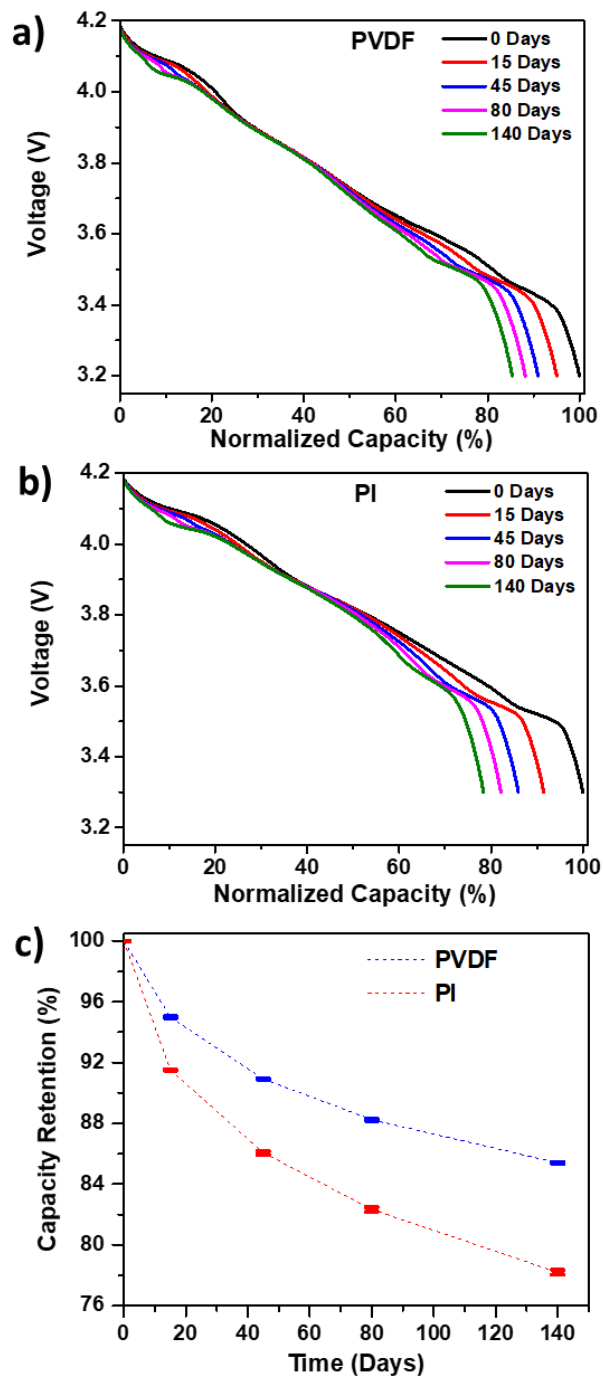 a)
PVDF
0 Days
15 Days
45 Days
80 Days
140 Days
4.2
4.0
3.8
3.6
3.4
3.2
Voltage (V)
0 20 40 60 80 100
Normalized Capacity (%)
b)
PI
0 Days
15 Days
45 Days
80 Days
140 Days
4.2
4.0
3.8
3.6
3.4
3.2
Voltage (V)
0 20 40 60 80 100
Normalized Capacity (%)
c)
PVDF
PI
100
96
92
88
84
80
76
Capacity Retention (%)
0 20 40 60 80 100 120 140
Time (Days)